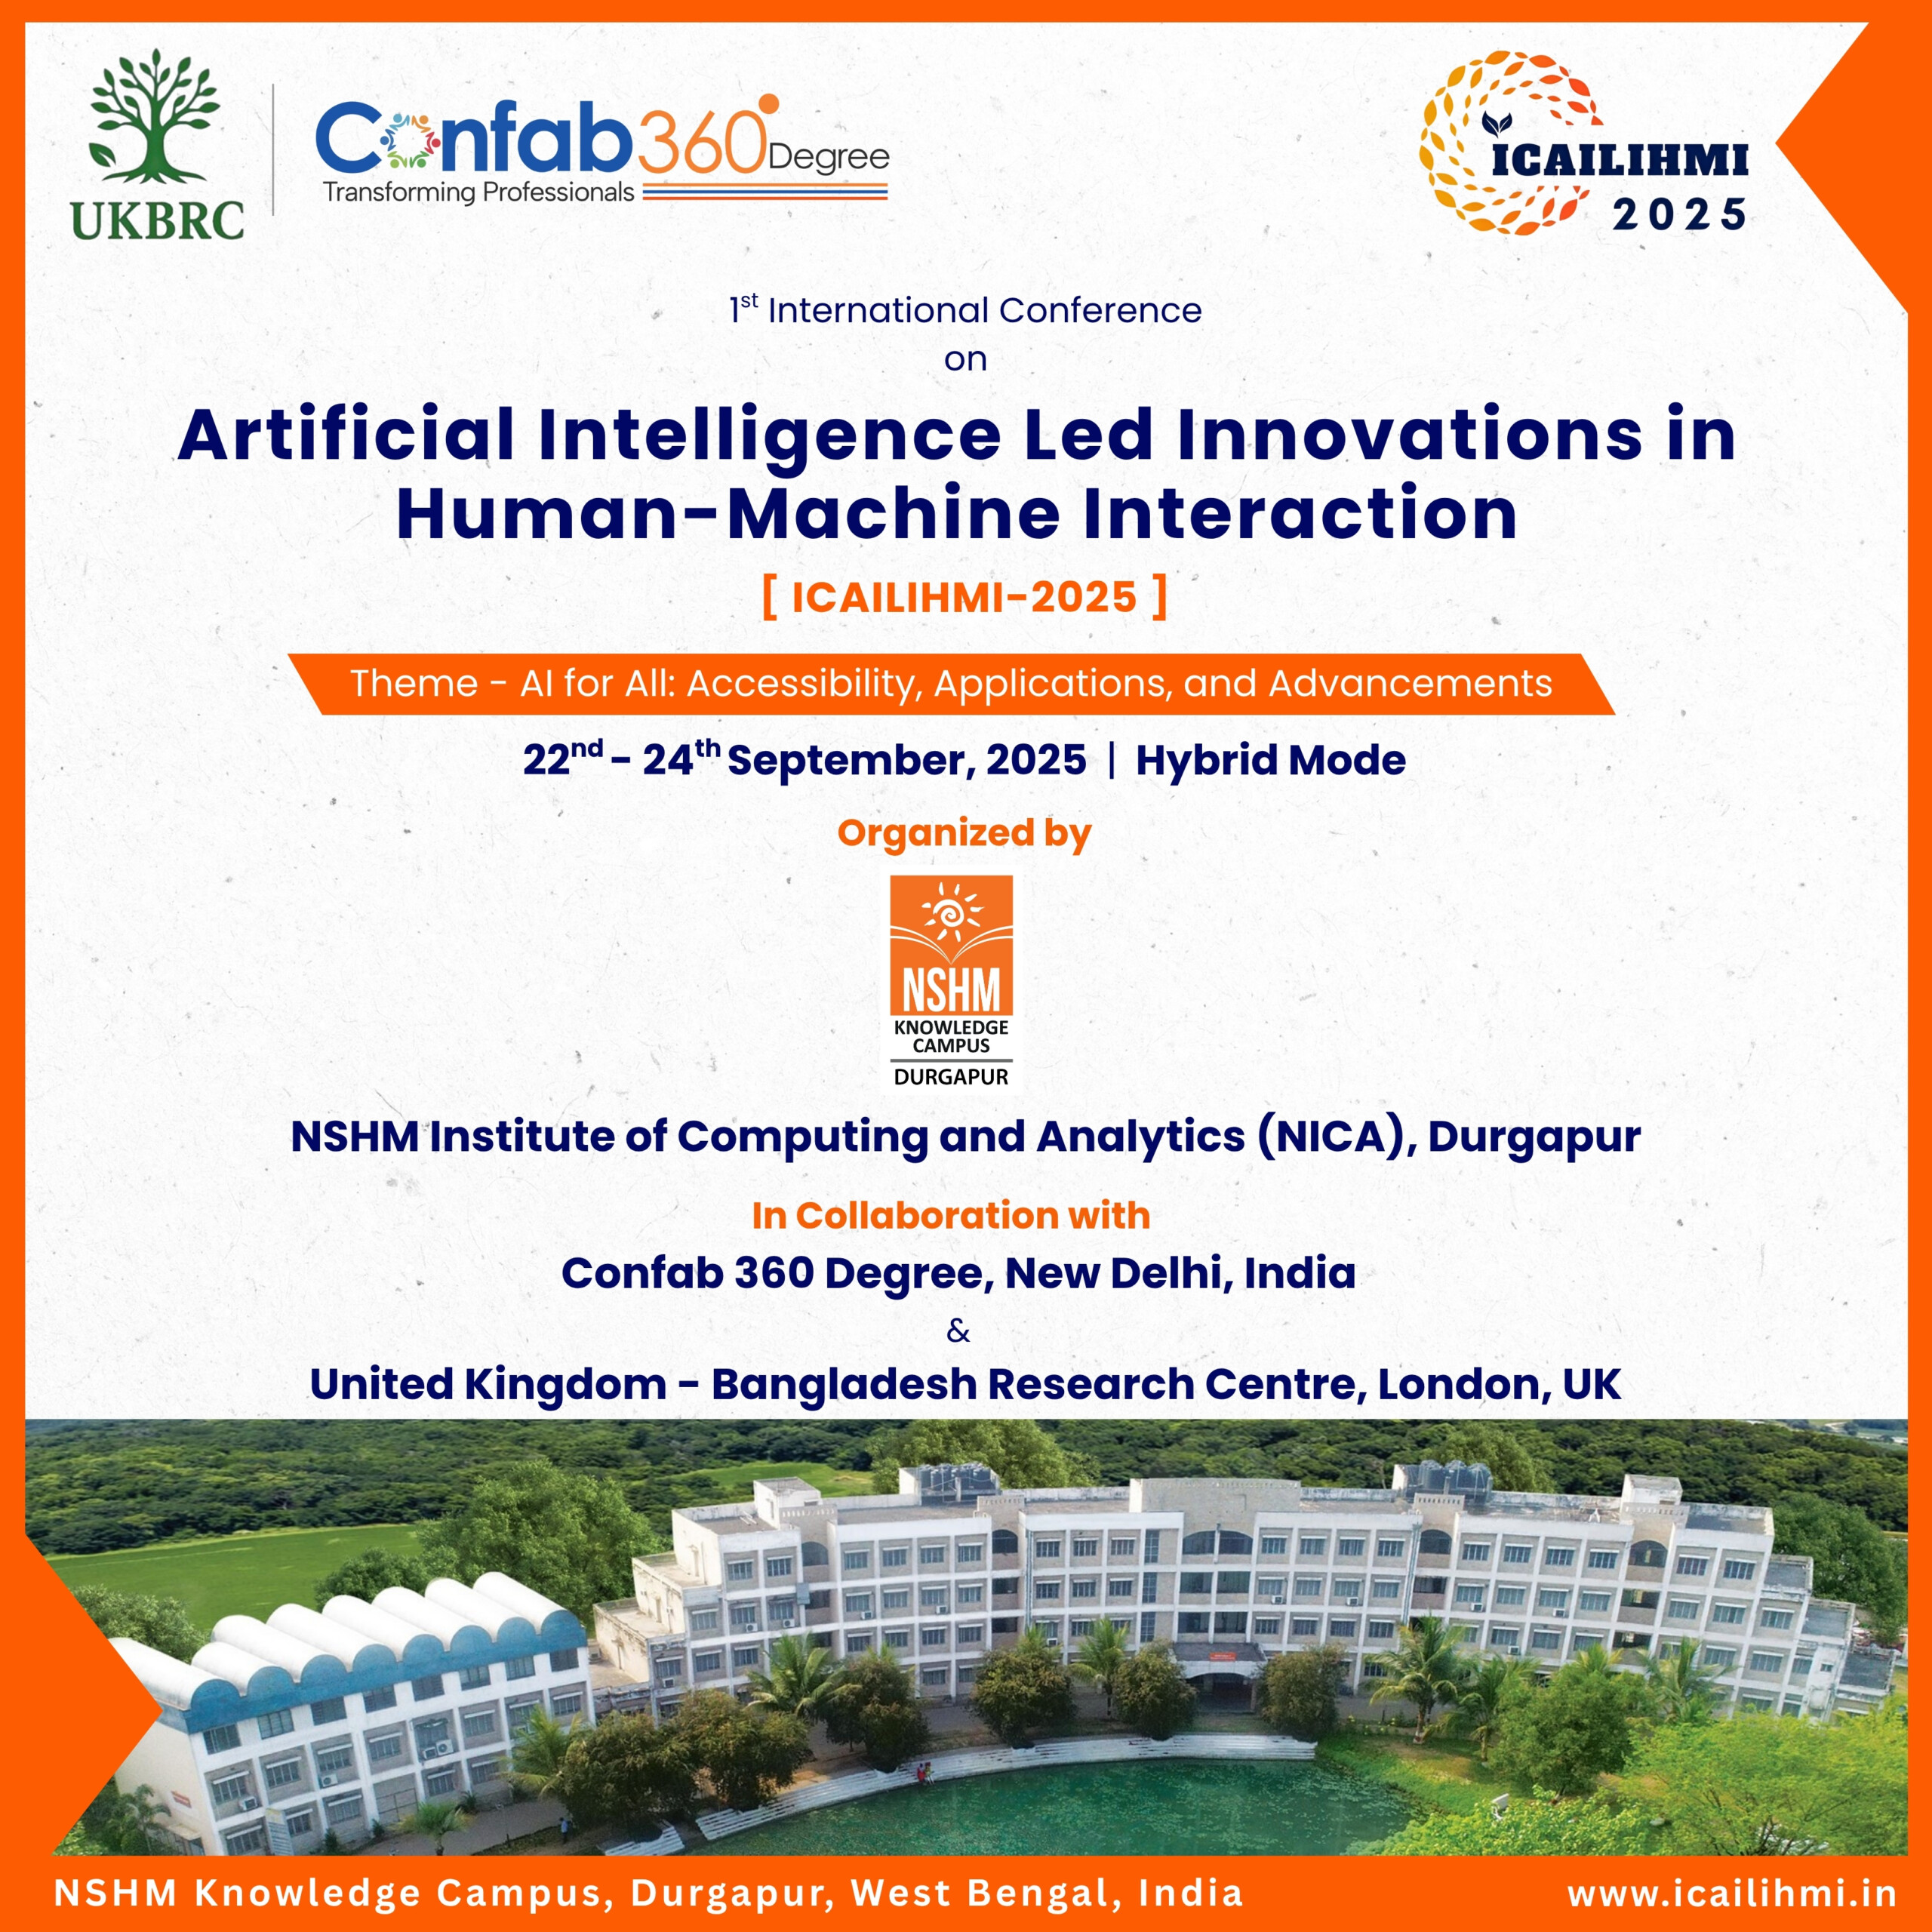 UKBRC
Confab360Degree
Transforming Professionals
ICAILIHMI
2025
1st International Conference
on
Artificial Intelligence Led Innovations in
Human-Machine Interaction
[ ICAILIHMI-2025 ]
Theme - AI for All: Accessibility, Applications, and Advancements
22nd - 24th September, 2025 | Hybrid Mode
Organized by
NSHM
KNOWLEDGE
CAMPUS
DURGAPUR
NSHM Institute of Computing and Analytics (NICA), Durgapur
In Collaboration with
Confab 360 Degree, New Delhi, India
&
United Kingdom - Bangladesh Research Centre, London, UK
NSHM Knowledge Campus, Durgapur, West Bengal, India
www.icailihmi.in